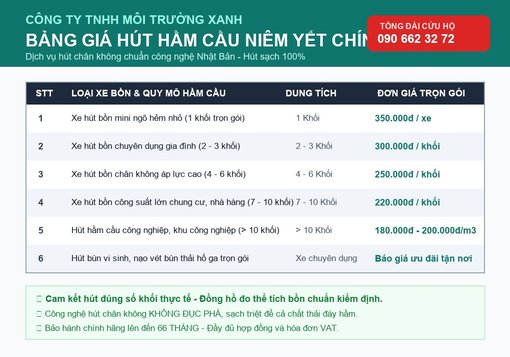 CÔNG TY TNHH MÔI TRƯỜNG XANH
BẢNG GIÁ HÚT HẦM CẦU NIÊM YẾT CHÍN
TỔNG ĐÀI CỨU HỘ
090 662 32 72
Dịch vụ hút chân không chuẩn công nghệ Nhật Bản - Hút sạch 100%
STT LOẠI XE BỒN & QUY MÔ HẦM CẦU DUNG TÍCH ĐƠN GIÁ TRỌN GÓI
1 Xe hút bồn mini ngõ hẻm nhỏ (1 khối trọn gói) 1 Khối 350.000đ / xe
2 Xe hút bồn chuyên dụng gia đình (2 - 3 khối) 2 - 3 Khối 300.000đ / khối
3 Xe hút bồn chân không áp lực cao (4 - 6 khối) 4 - 6 Khối 250.000đ / khối
4 Xe hút bồn công suất lớn chung cư, nhà hàng (7 - 10 khối) 7 - 10 Khối 220.000đ / khối
5 Hút hầm cầu công nghiệp, khu công nghiệp (> 10 khối) > 10 Khối 180.000đ - 200.000đ/m3
6 Hút bùn vi sinh, nạo vét bùn thải hố ga trọn gói Xe chuyên dụng Báo giá ưu đãi tận nơi
Cam kết hút đúng số khối thực tế - Đồng hồ đo thể tích bồn chuẩn kiểm định.
Công nghệ hút chân không KHÔNG ĐỤC PHÁ, sạch triệt để cả chất thải đáy hầm.
Bảo hành chính hãng lên đến 66 THÁNG - Đầy đủ hợp đồng và hóa đơn VAT.